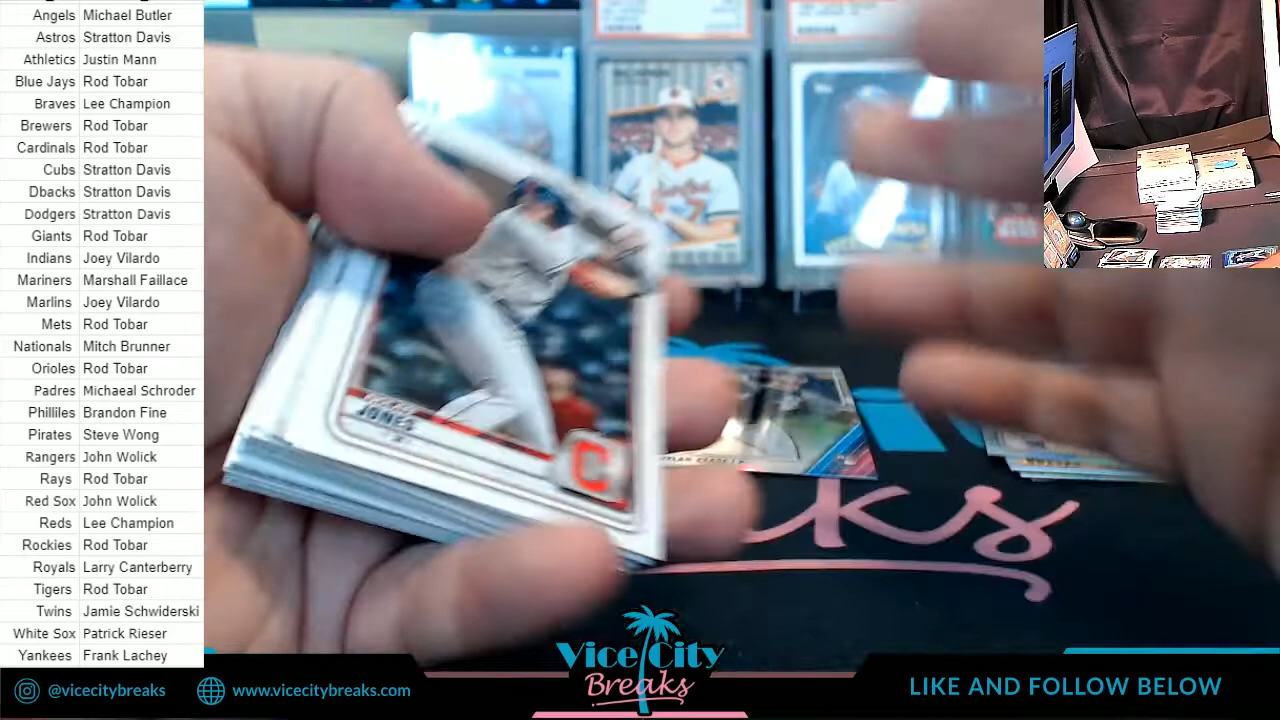 Angels Michael Butler
Astros Stratton Davis
Athletics Justin Mann
Blue Jays Rod Tobar
Braves Lee Champion
Brewers Rod Tobar
Cardinals Rod Tobar
Cubs Stratton Davis
Dbacks Stratton Davis
Dodgers Stratton Davis
Giants Rod Tobar
Indians Joey Vilardo
Mariners Marshall Faillace
Marlins Joey Vilardo
Mets Rod Tobar
Nationals Mitch Brunner
Orioles Rod Tobar
Padres Michaeal Schroder
Philliles Brandon Fine
Pirates Steve Wong
Rangers John Wolick
Rays Rod Tobar
Red Sox John Wolick
Reds Lee Champion
Rockies Rod Tobar
Royals Larry Canterberry
Tigers Rod Tobar
Twins Jamie Schwiderski
White Sox Patrick Rieser
Yankees Frank Lachey
JONES
C
@vicecitybreaks
www.vicecitybreaks.com
Vice City
Breaks
LIKE AND FOLLOW BELOW